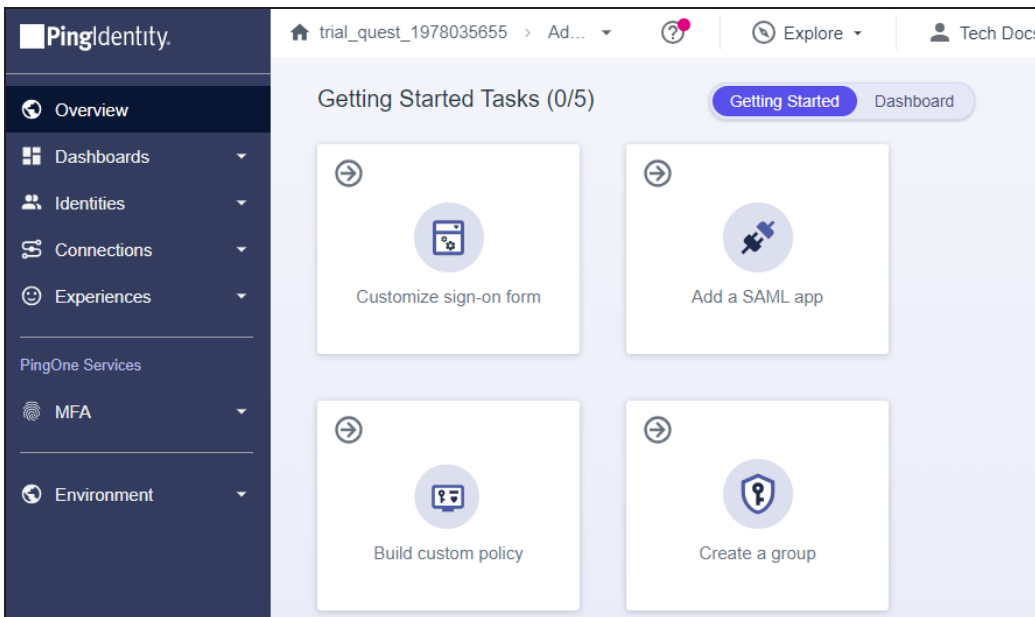 PingIdentity.
trial_quest_1978035655 > Ad...
Explore
Tech Docs
Overview
Dashboards
Identities
Connections
Experiences
PingOne Services
MFA
Environment
Getting Started Tasks (0/5)
Getting Started
Dashboard
Customize sign-on form
Add a SAML app
Build custom policy
Create a group